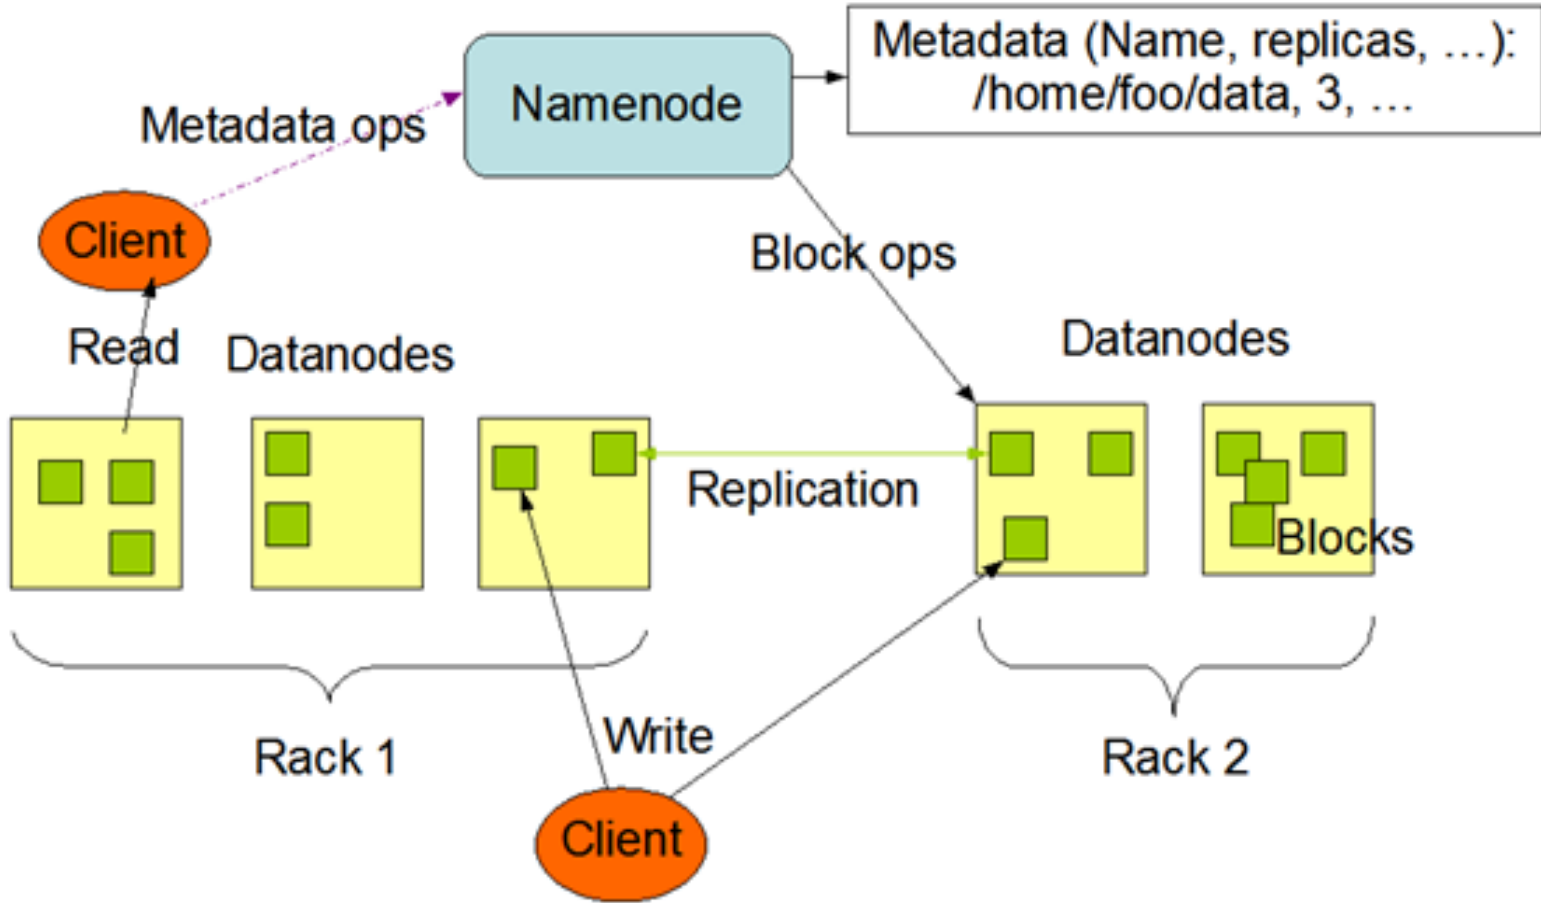 Metadata (Name, replicas, ...):
/home/foo/data, 3, ...
Namenode
Metadata ops
Client
Block ops
Read
Datanodes
Datanodes
Replication
Blocks
Write
Rack 1
Rack 2
Client